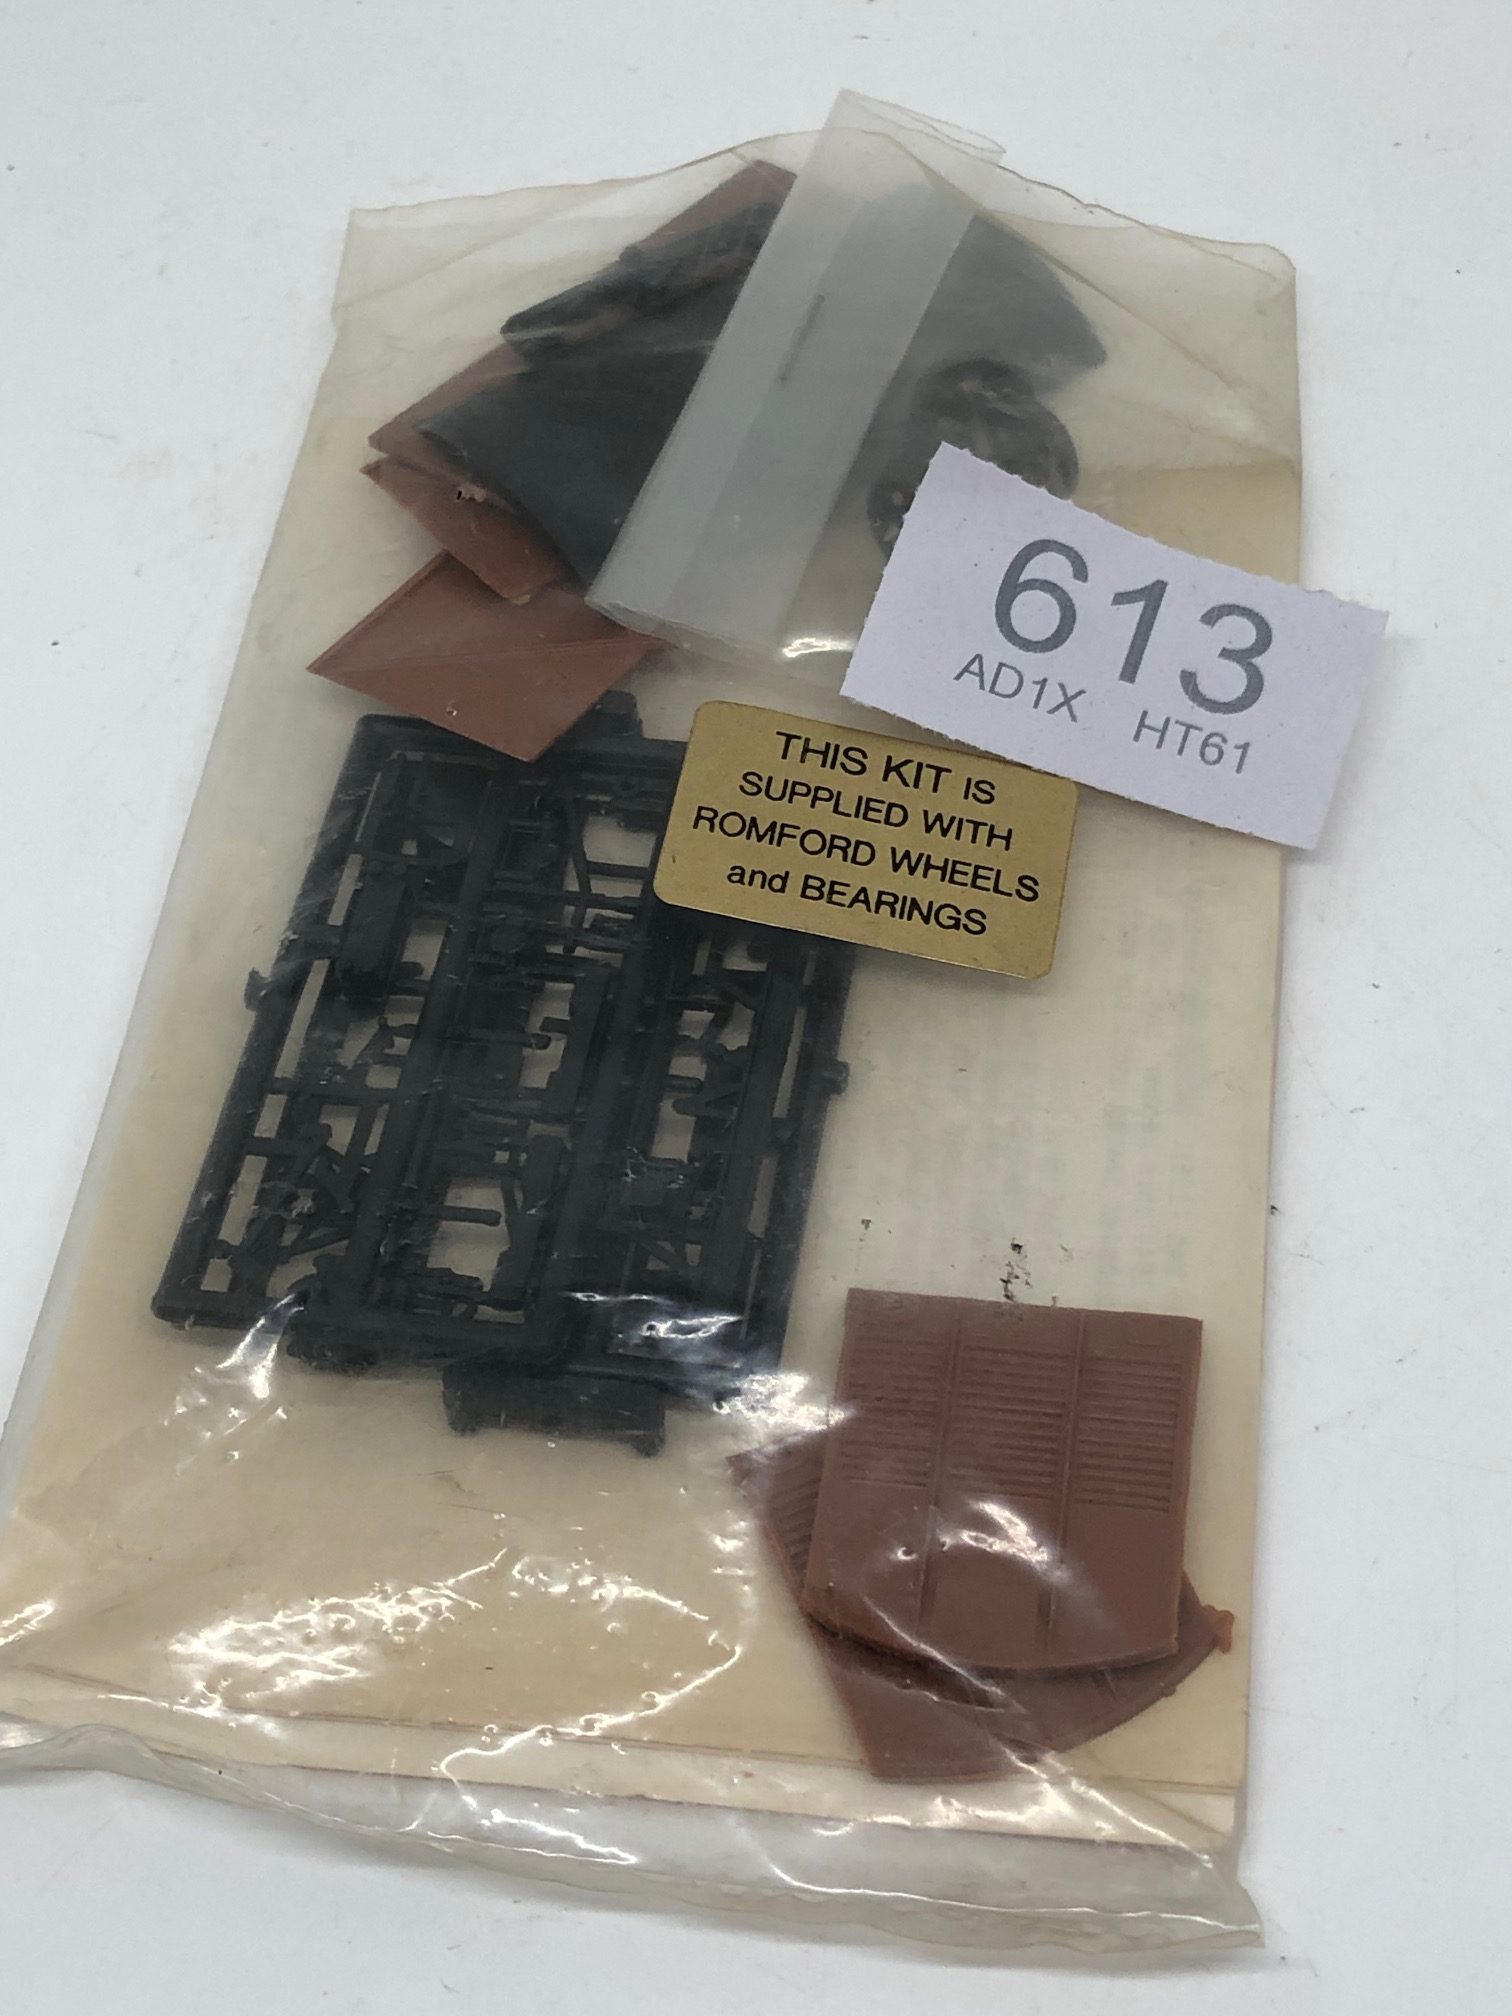 613
AD1X HT61
THIS KIT IS
SUPPLIED WITH
ROMFORD WHEELS
and BEARINGS